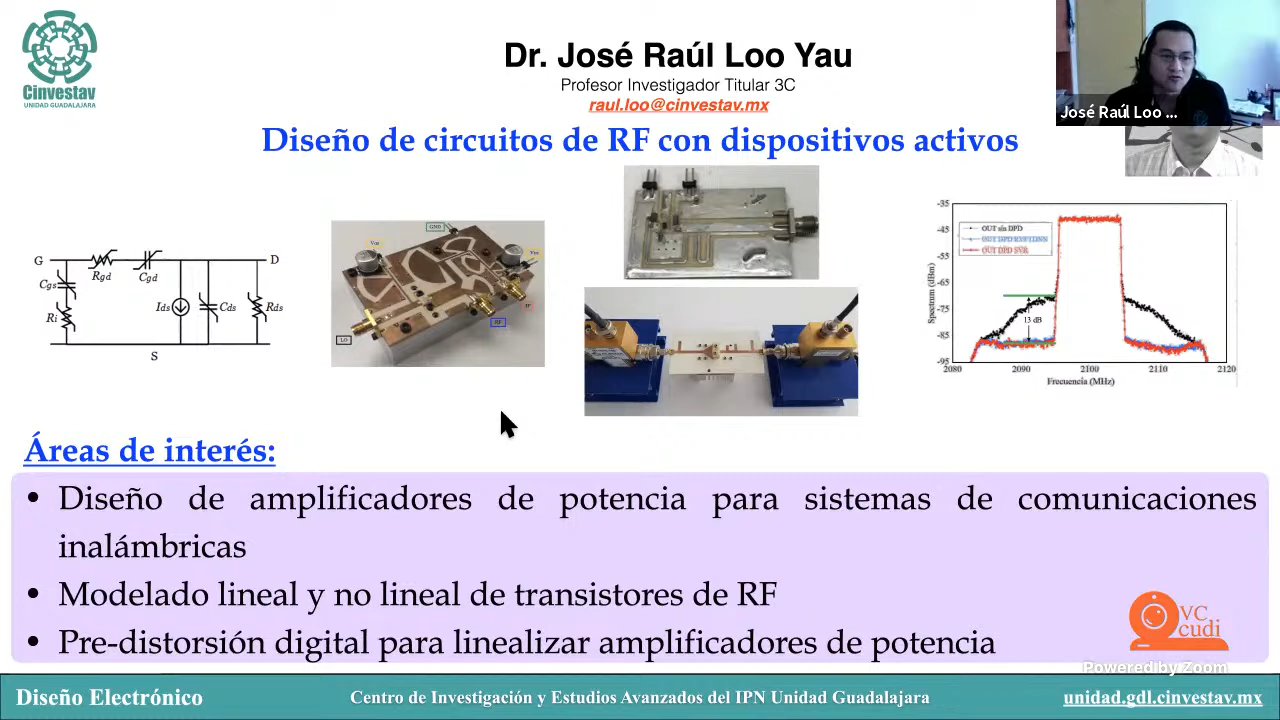 Cinvestav
UNIDAD GUADALAJARA
Dr. José Raúl Loo Yau
Profesor Investigador Titular 3C
raul.loo@cinvestav.mx
José Raúl Loo ...
Diseño de circuitos de RF con dispositivos activos
G
Rgd
Cgd
D
Cgs
Ri
Ids
Cds
Rds
S
GND
LO
RF
-35
-45
-55
-65
-75
-85
-95
Spectrum (dBm)
OUT sin DPD
OUT DPD SVR
13 dB
2080
2090
2100
2110
2120
Frecuencia (MHz)
Áreas de interés:
• Diseño de amplificadores de potencia para sistemas de comunicaciones
inalámbricas
• Modelado lineal y no lineal de transistores de RF
• Pre-distorsión digital para linealizar amplificadores de potencia
VC
cudi
Powered by Zoom
Diseño Electrónico
Centro de Investigación y Estudios Avanzados del IPN Unidad Guadalajara
unidad.gdl.cinvestav.mx